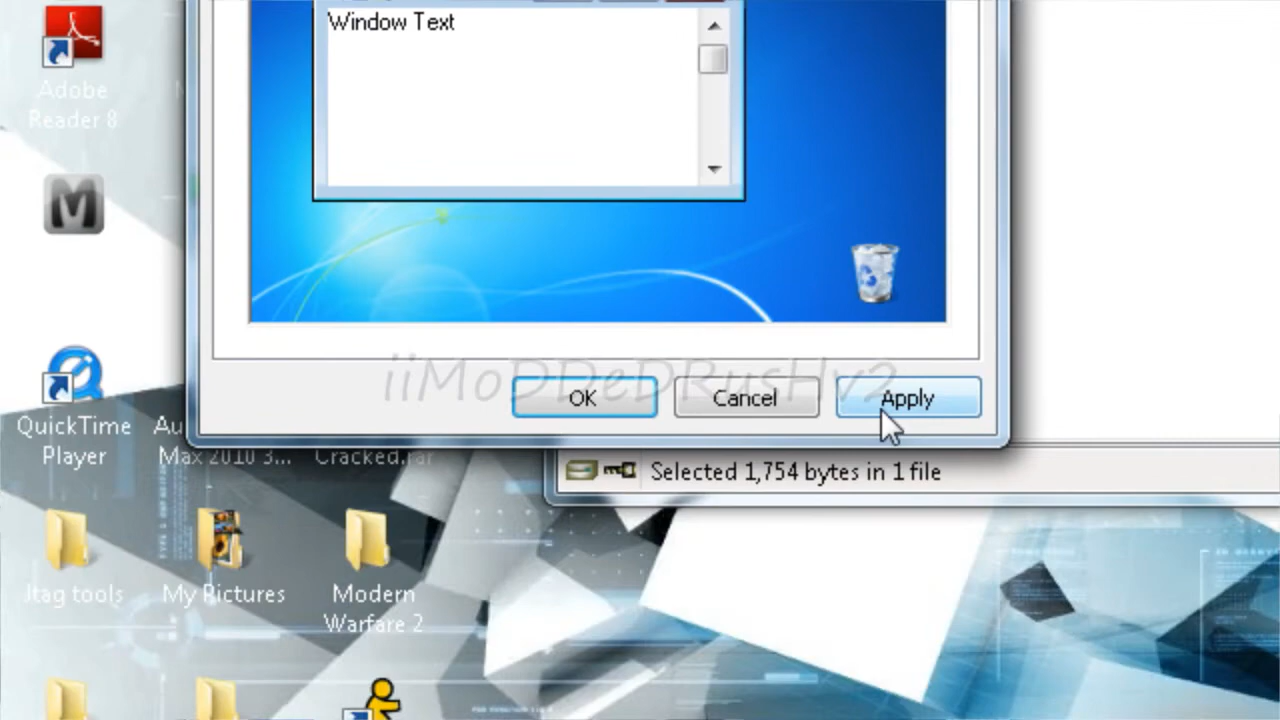 Window Text
Adobe
Reader 8
M
iiMoDDeDRusHv2
OK
Cancel
Apply
QuickTime
Player
Au
Max 2010 3...
Cracked.rar
Selected 1,754 bytes in 1 file
Jtag tools
My Pictures
Modern
Warfare 2